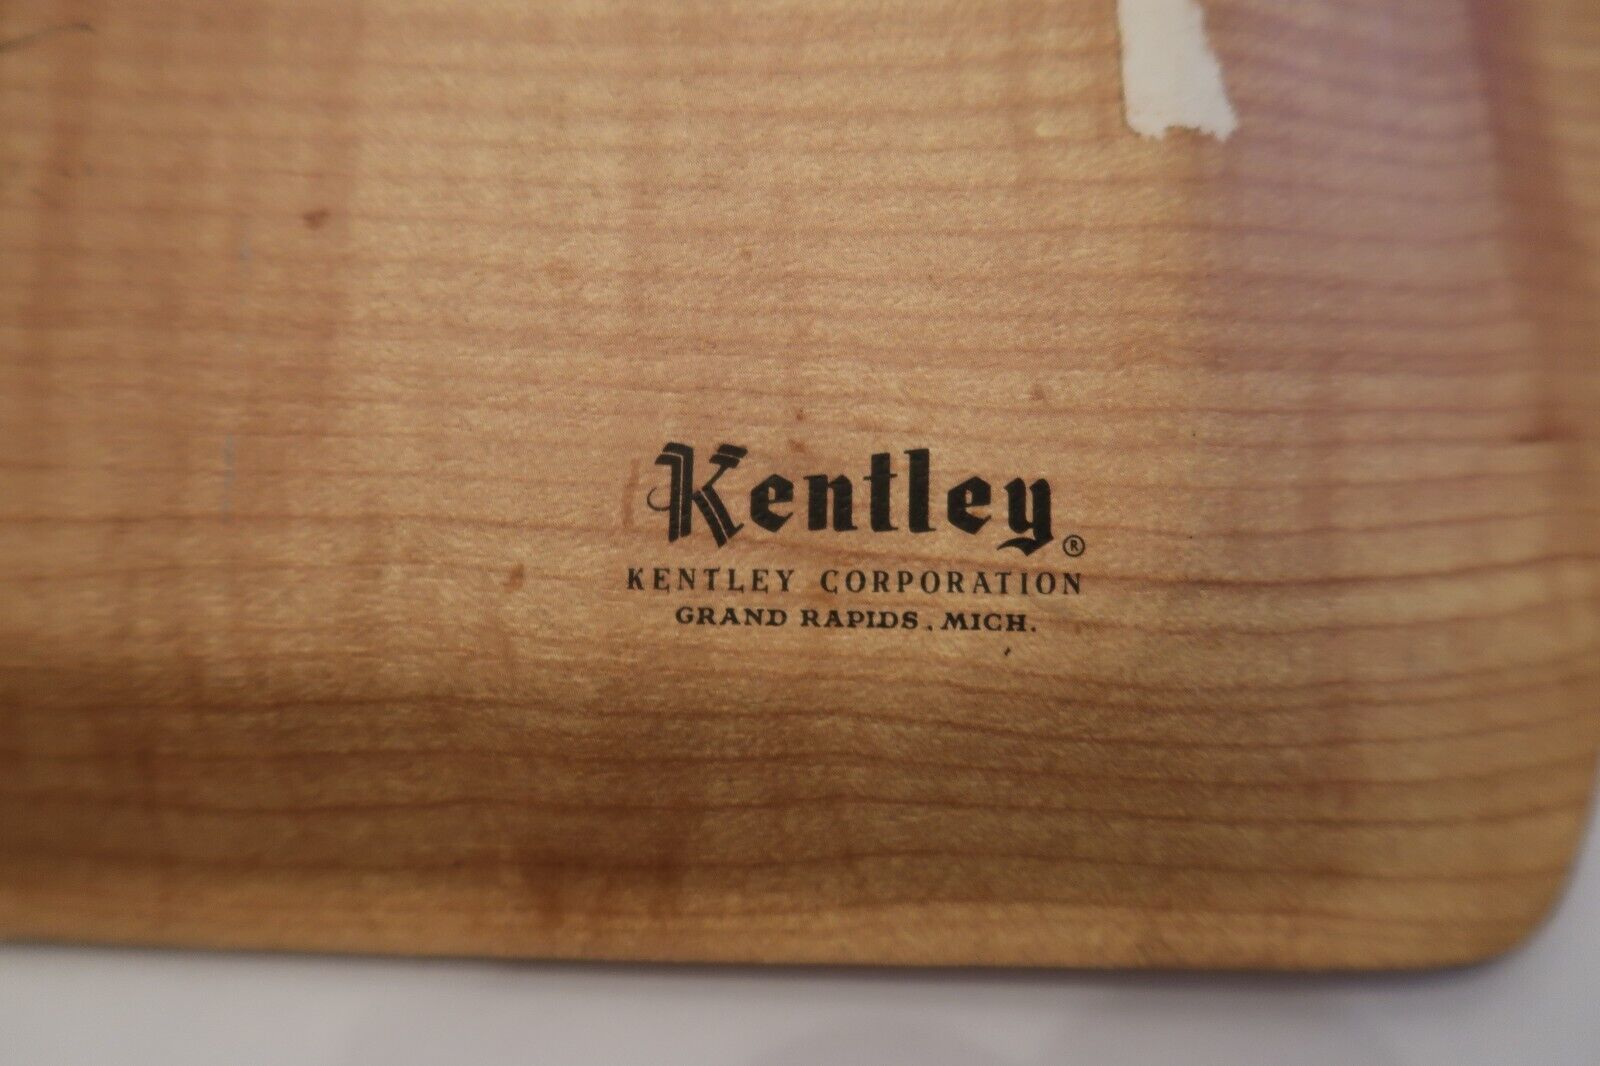 Kentley®
KENTLEY CORPORATION
GRAND RAPIDS, MICH.